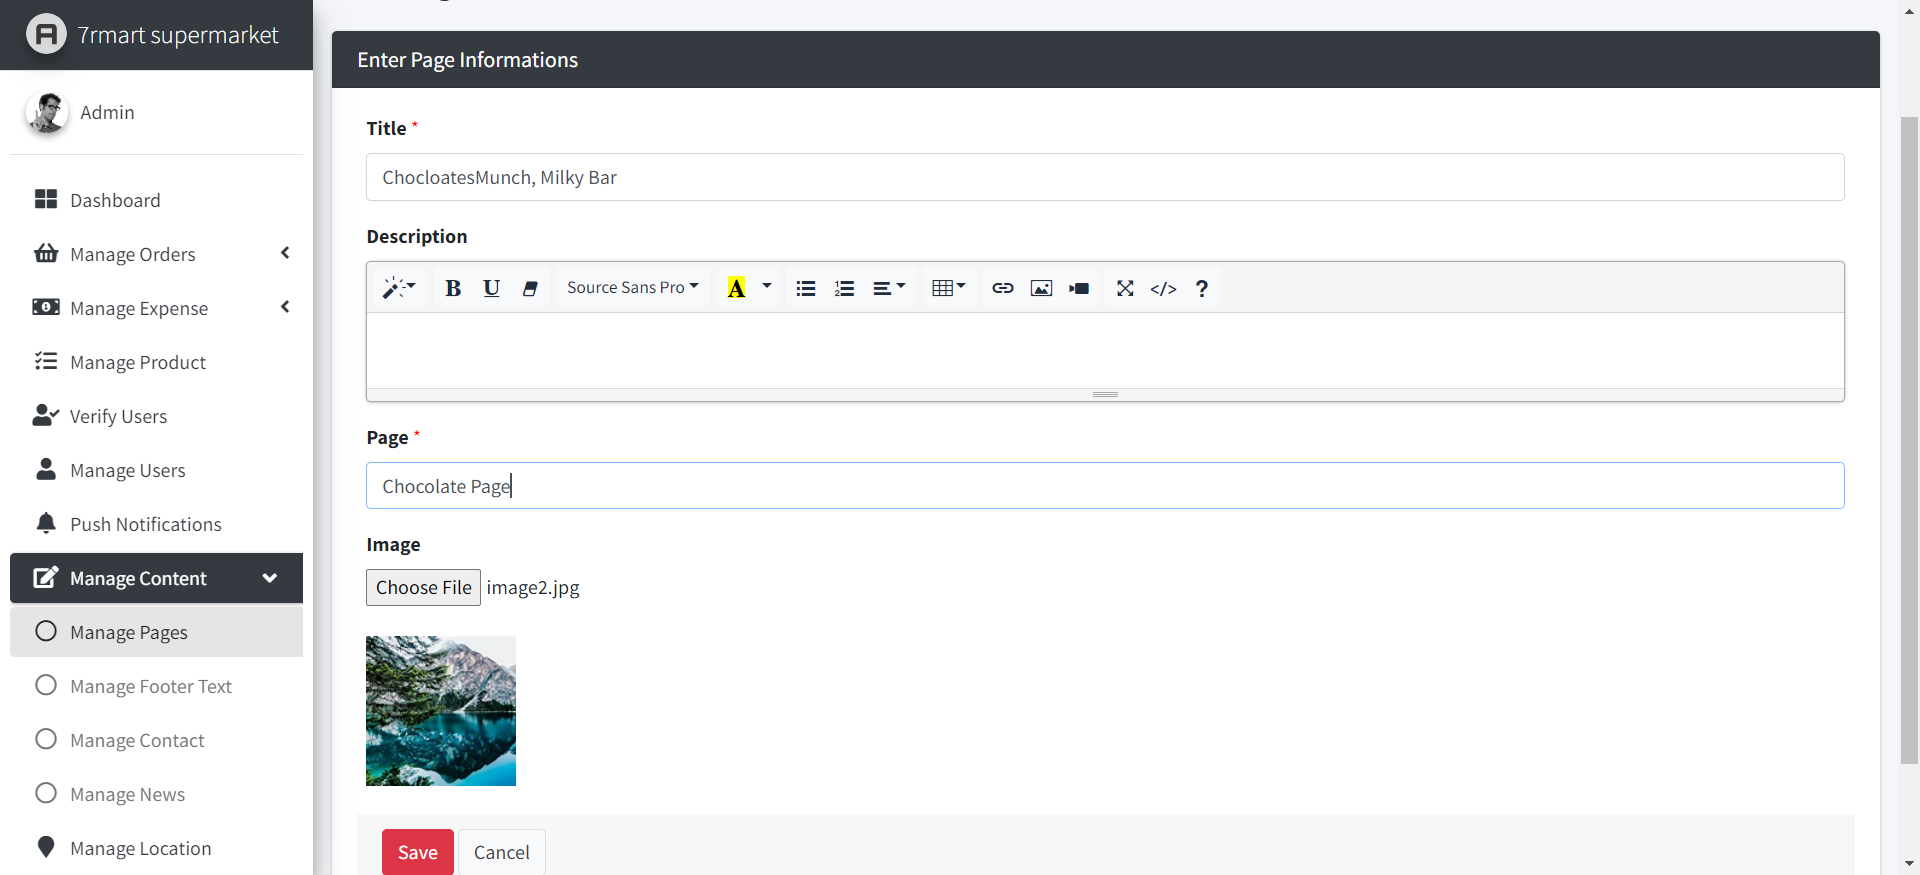 7rmart supermarket
Admin
Dashboard
Manage Orders
Manage Expense
Manage Product
Verify Users
Manage Users
Push Notifications
Manage Content
Manage Pages
Manage Footer Text
Manage Contact
Manage News
Manage Location
Enter Page Informations
Title *
ChocloatesMunch, Milky Bar
Description
B U Source Sans Pro A </> ?
Page *
Chocolate Page
Image
Choose File image2.jpg
Save Cancel